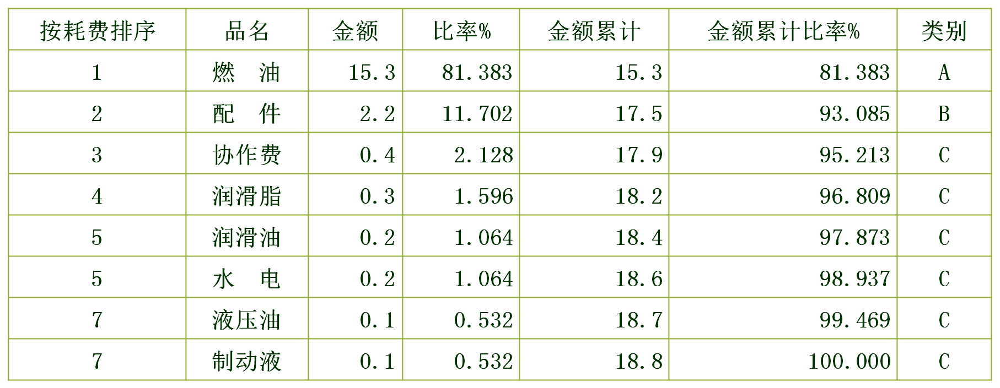 按耗费排序 品名 金额 比率% 金额累计 金额累计比率% 类别
1 燃 油 15.3 81.383 15.3 81.383 A
2 配 件 2.2 11.702 17.5 93.085 B
3 协作费 0.4 2.128 17.9 95.213 C
4 润滑脂 0.3 1.596 18.2 96.809 C
5 润滑油 0.2 1.064 18.4 97.873 C
5 水 电 0.2 1.064 18.6 98.937 C
7 液压油 0.1 0.532 18.7 99.469 C
7 制动液 0.1 0.532 18.8 100.000 C